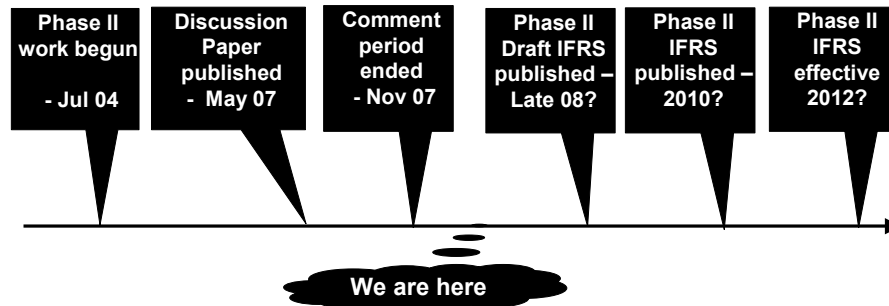 Phase II
work begun
- Jul 04
Discussion
Paper
published
- May 07
Comment
period
ended
- Nov 07
Phase II
Draft IFRS
published –
Late 08?
Phase II
IFRS
published –
2010?
Phase II
IFRS
effective
2012?
We are here